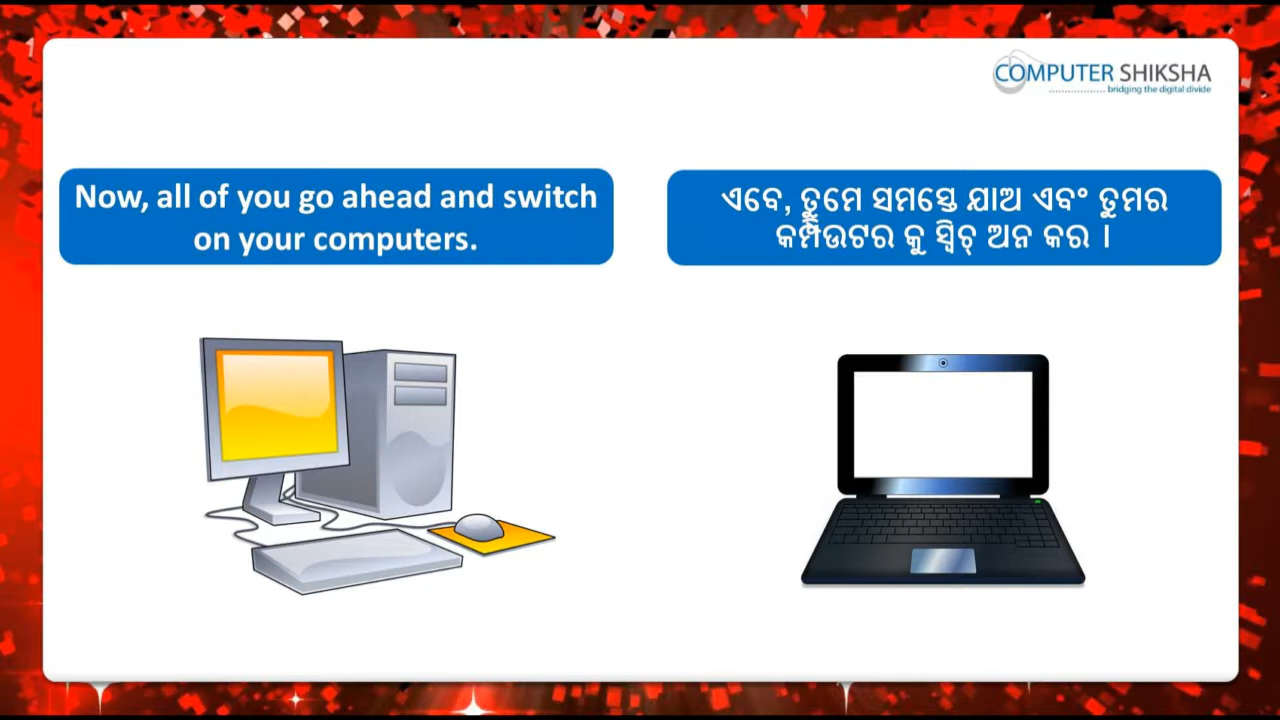 COMPUTER SHIKSHA
bridging the digital divide
Now, all of you go ahead and switch
on your computers.
ଏବେ, ତୁମେ ସମସ୍ତେ ଯାଅ ଏବଂ ତୁମର
କମ୍ପିଉଟର କୁ ସ୍ୱିଚ୍ ଅନ କର ।